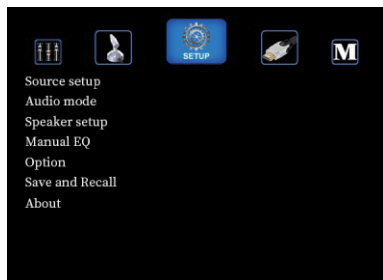 SETUP
M
Source setup
Audio mode
Speaker setup
Manual EQ
Option
Save and Recall
About